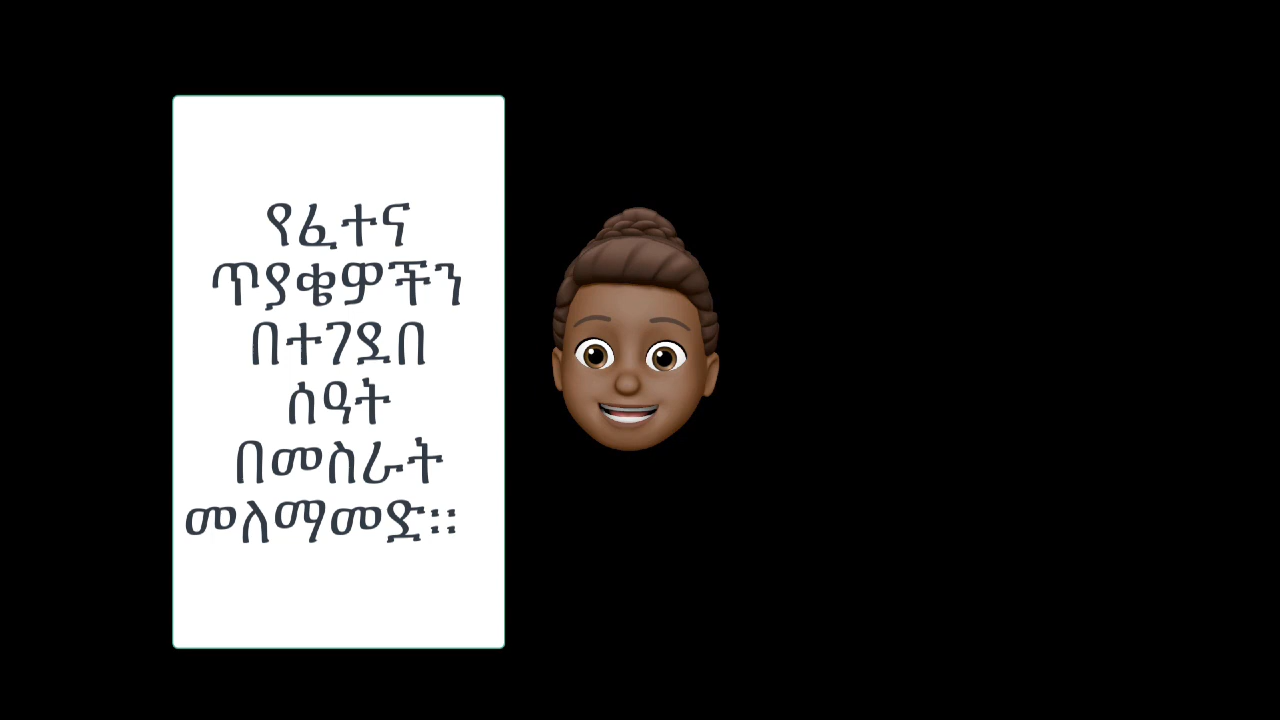 የፈተና
ጥያቄዎችን
በተገደበ
ሰዓት
በመስራት
መለማመድ፡፡